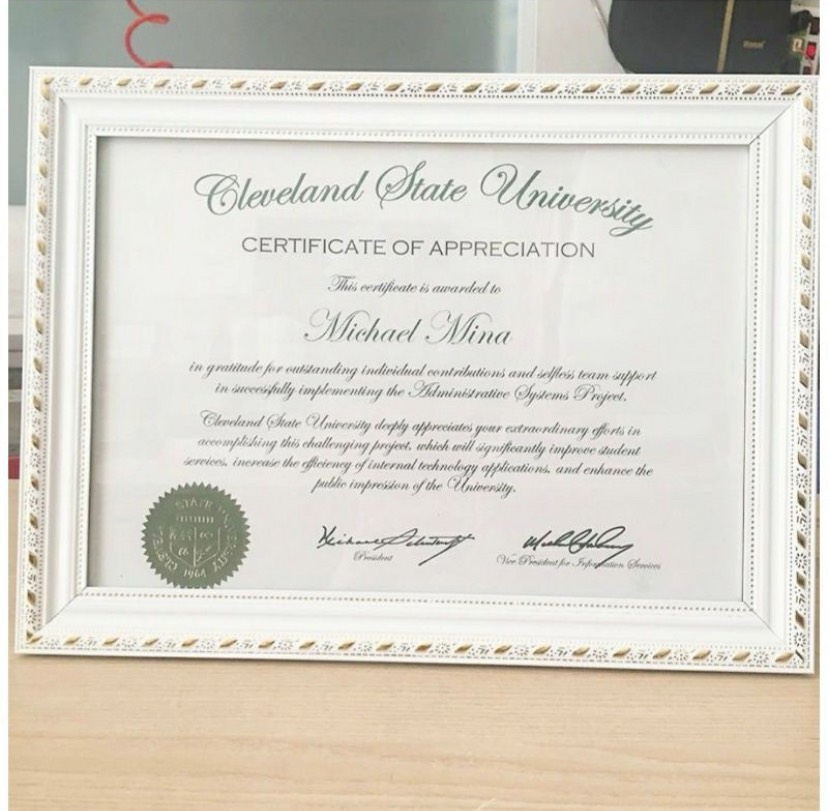 Cleveland State University
CERTIFICATE OF APPRECIATION
This certificate is awarded to
Michael Mina
in gratitude for outstanding individual contributions and selfless team support
in successfully implementing the Administrative Systems Project.
Cleveland State University deeply appreciates your extraordinary efforts in
accomplishing this challenging project, which will significantly improve student
services, increase the efficiency of internal technology applications, and enhance the
public impression of the University.
President
Vice President for Information Services
STATE UNIVERSITY
1964